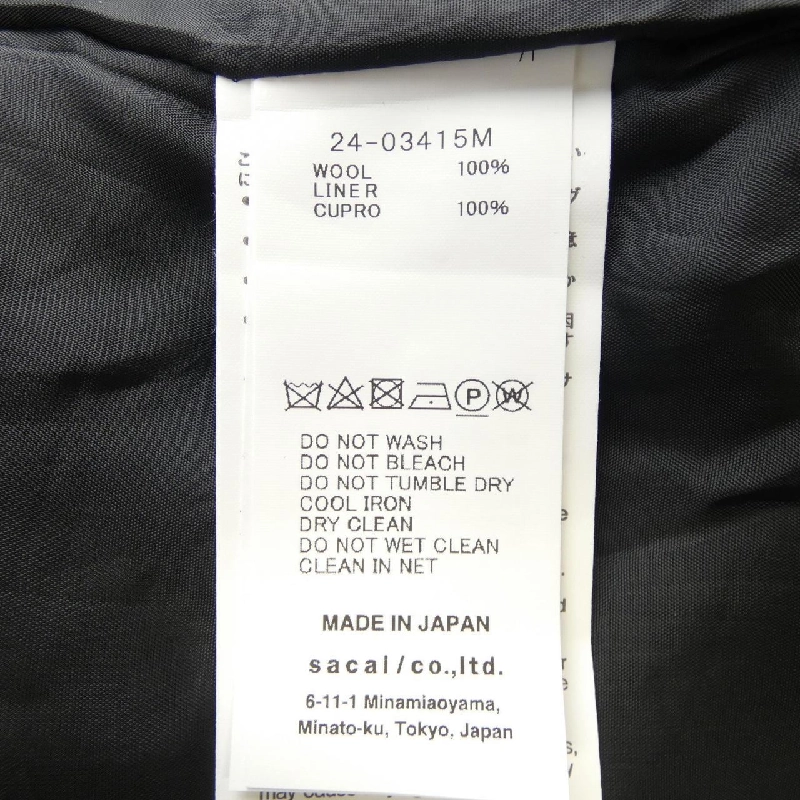 24-03415M
WOOL 100%
LINER
CUPRO 100%
P W
DO NOT WASH
DO NOT BLEACH
DO NOT TUMBLE DRY
COOL IRON
DRY CLEAN
DO NOT WET CLEAN
CLEAN IN NET
MADE IN JAPAN
sacai/co.,ltd.
6-11-1 Minamiaoyama,
Minato-ku, Tokyo, Japan
may cause